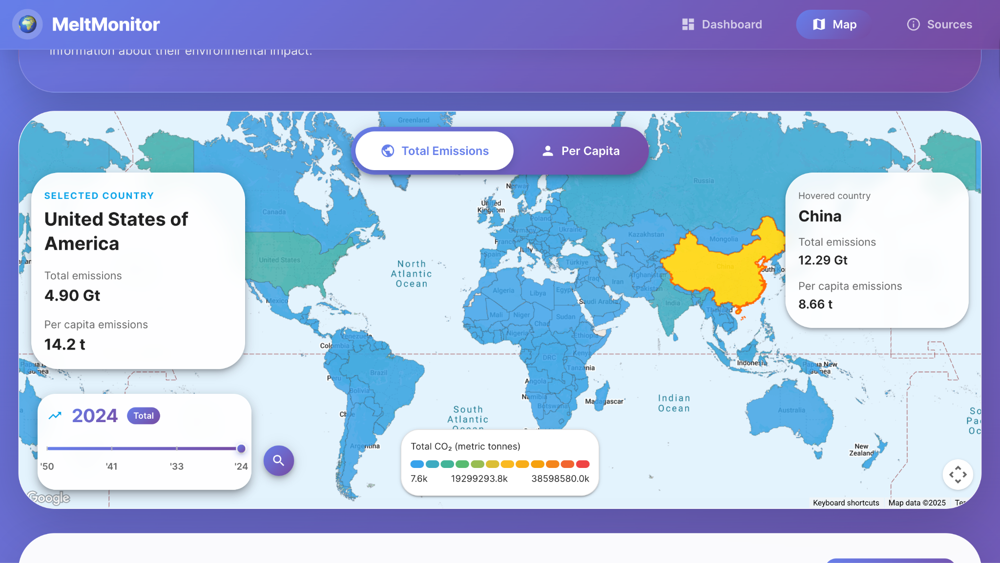 MeltMonitor
Dashboard
Map
Sources
information about their environmental impact.
Total Emissions
Per Capita
SELECTED COUNTRY
United States of
America
Total emissions
4.90 Gt
Per capita emissions
14.2 t
Hovered country
China
Total emissions
12.29 Gt
Per capita emissions
8.66 t
Greenland
Canada
United States
Mexico
Venezuela
Colombia
Peru
Brazil
Bolivia
Chile
Argentina
North
Atlantic
Ocean
South
Atlantic
Ocean
Norway
United
Kingdom
Poland
Germany
Ukraine
France
Italy
Spain
Türkiye
Russia
Kazakhstan
Mongolia
China
South Ko
Afghanistan
Iraq
Iran
Pakistan
Algeria
Libya
Egypt
Saudi Arabia
India
Thailand
Mali
Niger
Chad
Sudan
Nigeria
Ethiopia
Kenya
DRC
Tanzania
Angola
Namibia
Botswana
Madagascar
Indonesia
Papua New
Guinea
Papua N
Guinea
Indian
Ocean
Australia
New
Zealand
So
Pa
Oc
2024
Total
'50
'41
'33
'24
Total CO₂ (metric tonnes)
7.6k
19299293.8k
38598580.0k
Google
Keyboard shortcuts
Map data ©2025
Ter